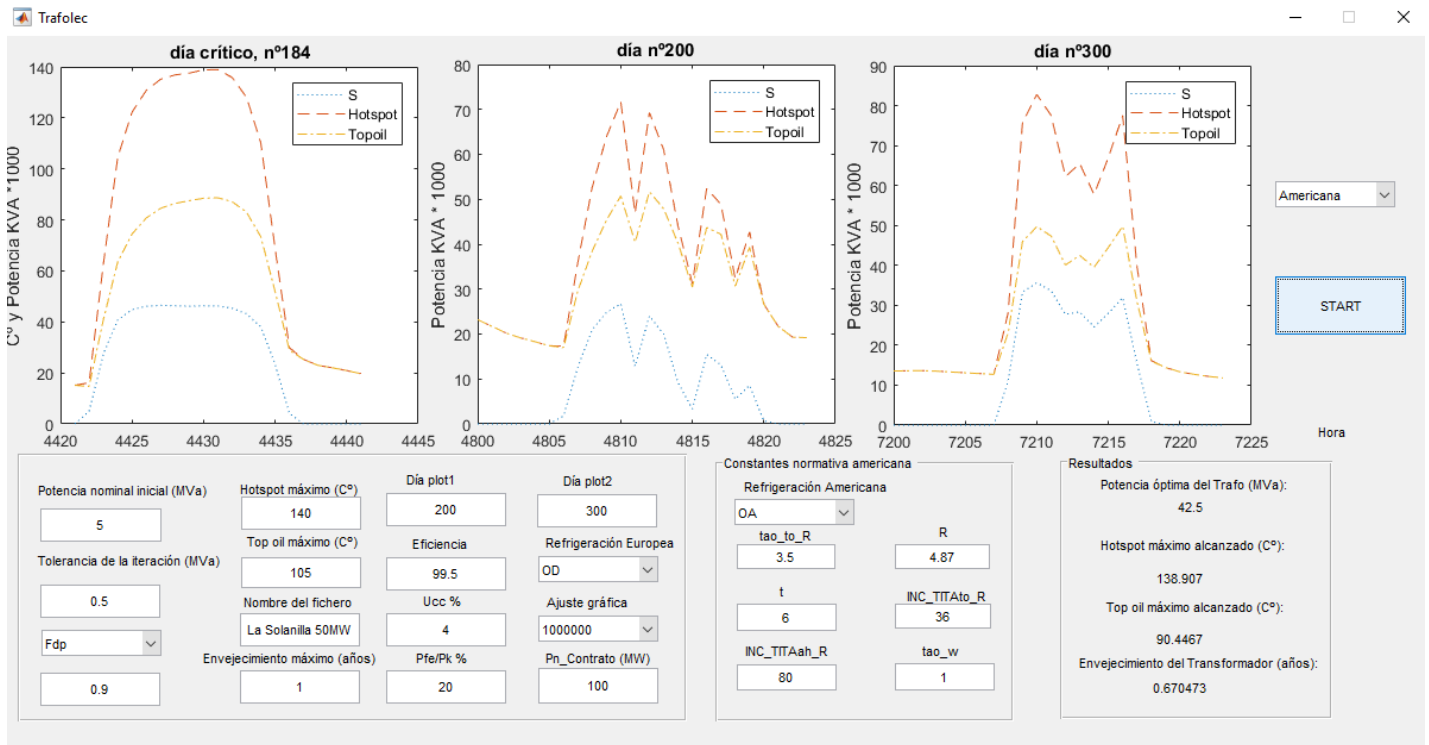 Trafolec
día crítico, nº184
día nº200
día nº300
Cº y Potencia KVA *1000
140
120
100
80
60
40
20
0
4420
4425
4430
4435
4440
4445
S
Hotspot
Topoil
Potencia KVA * 1000
80
70
60
50
40
30
20
10
0
4800
4805
4810
4815
4820
4825
S
Hotspot
Topoil
Potencia KVA * 1000
90
80
70
60
50
40
30
20
10
0
7200
7205
7210
7215
7220
7225
S
Hotspot
Topoil
Americana
START
Hora
Potencia nominal inicial (MVa)
5
Tolerancia de la iteración (MVa)
0.5
Fdp
0.9
Hotspot máximo (Cº)
140
Top oil máximo (Cº)
105
Nombre del fichero
La Solanilla 50MW
Envejecimiento máximo (años)
1
Día plot1
200
Eficiencia
99.5
Ucc %
4
Pfe/Pk %
20
Día plot2
300
Refrigeración Europea
OD
Ajuste gráfica
1000000
Pn_Contrato (MW)
100
Constantes normativa americana
Refrigeración Americana
OA
tao_to_R
3.5
R
4.87
t
6
INC_TITAto_R
36
INC_TITAah_R
80
tao_w
1
Resultados
Potencia óptima del Trafo (MVa):
42.5
Hotspot máximo alcanzado (Cº):
138.907
Top oil máximo alcanzado (Cº):
90.4467
Envejecimiento del Transformador (años):
0.670473